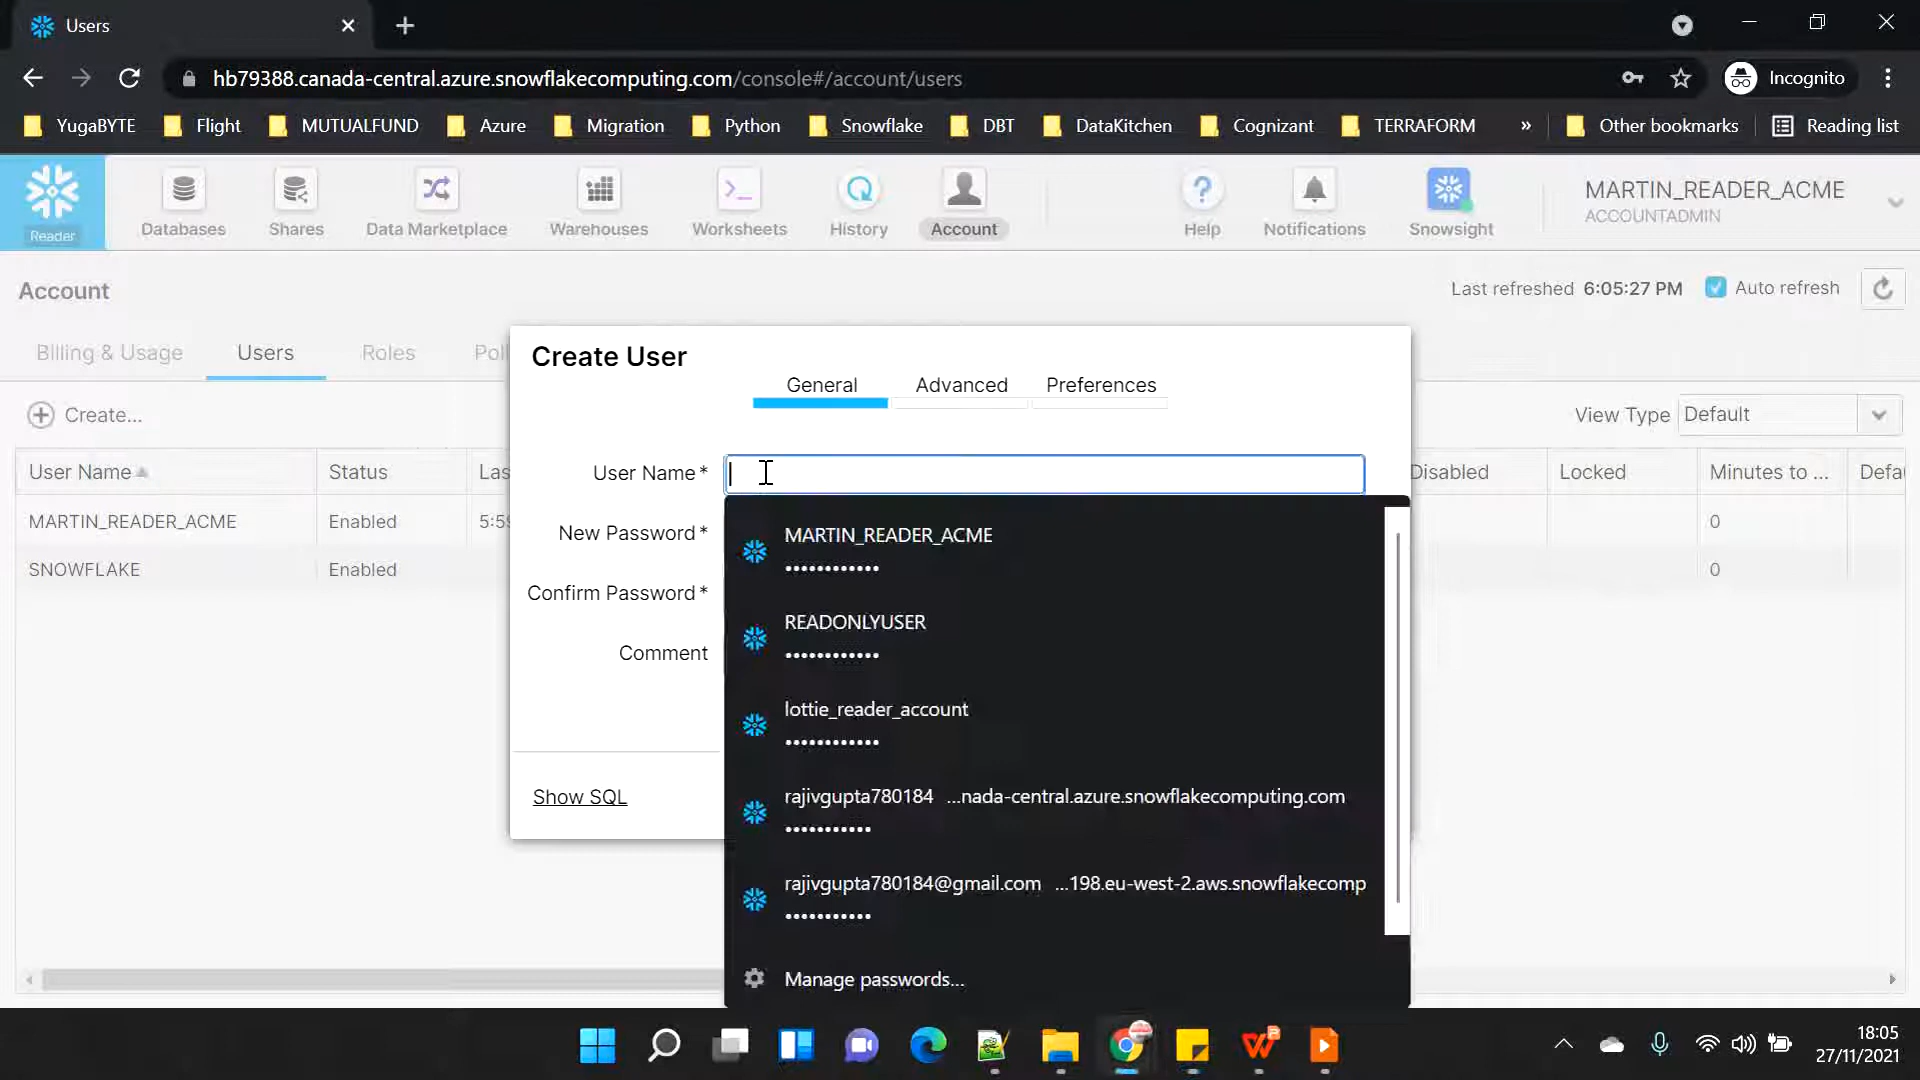 Users
hb79388.canada-central.azure.snowflakecomputing.com/console#/account/users
Incognito
YugaBYTE
Flight
MUTUALFUND
Azure
Migration
Python
Snowflake
DBT
DataKitchen
Cognizant
TERRAFORM
»
Other bookmarks
Reading list
Reader
Databases
Shares
Data Marketplace
Warehouses
Worksheets
History
Account
Help
Notifications
Snowsight
MARTIN_READER_ACME
ACCOUNTADMIN
Account
Last refreshed 6:05:27 PM
Auto refresh
Billing & Usage
Users
Roles
Poli
Create...
View Type
Default
User Name
Status
Las
Disabled
Locked
Minutes to ...
Defau
MARTIN_READER_ACME
Enabled
5:59
0
SNOWFLAKE
Enabled
0
Create User
General
Advanced
Preferences
User Name *
New Password *
Confirm Password *
Comment
Show SQL
MARTIN_READER_ACME
••••••••••••
READONLYUSER
••••••••••••
lottie_reader_account
••••••••••••
rajivgupta780184 ...nada-central.azure.snowflakecomputing.com
•••••••••••
rajivgupta780184@gmail.com ...198.eu-west-2.aws.snowflakecomp
•••••••••••
Manage passwords...
18:05
27/11/2021